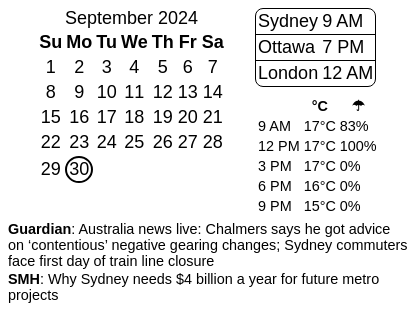 September 2024
Su Mo Tu We Th Fr Sa
1 2 3 4 5 6 7
8 9 10 11 12 13 14
15 16 17 18 19 20 21
22 23 24 25 26 27 28
29 30
Sydney 9 AM
Ottawa 7 PM
London 12 AM
°C ☂
9 AM 17°C 83%
12 PM 17°C 100%
3 PM 17°C 0%
6 PM 16°C 0%
9 PM 15°C 0%
Guardian: Australia news live: Chalmers says he got advice
on ‘contentious’ negative gearing changes; Sydney commuters
face first day of train line closure
SMH: Why Sydney needs $4 billion a year for future metro
projects